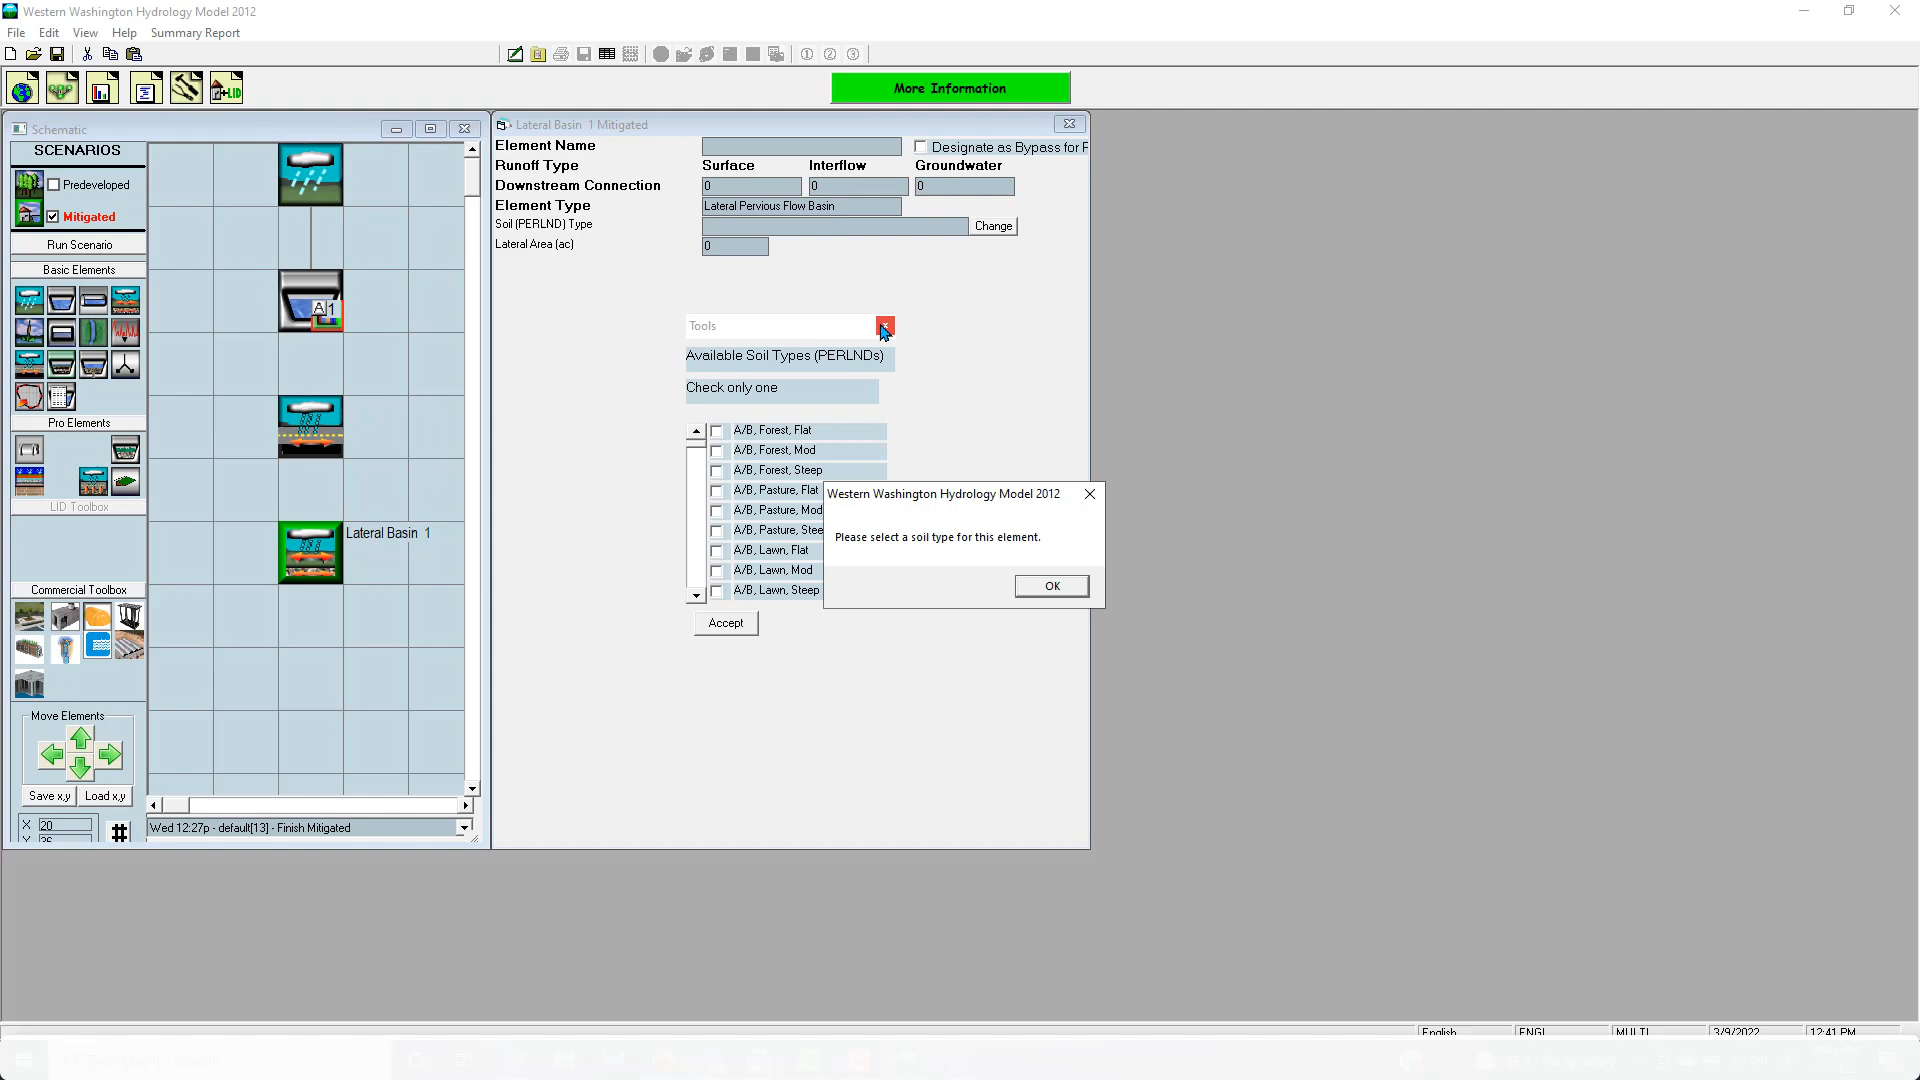 Western Washington Hydrology Model 2012
File Edit View Help Summary Report
More Information
Schematic
SCENARIOS
Predeveloped
Mitigated
Run Scenario
Basic Elements
Pro Elements
LID Toolbox
Commercial Toolbox
Move Elements
Save x,y Load x,y
X 20
Y
A1
Lateral Basin 1
Wed 12:27p - default[13] - Finish Mitigated
Lateral Basin 1 Mitigated
Element Name
Designate as Bypass for P
Runoff Type Surface Interflow Groundwater
Downstream Connection 0 0 0
Element Type Lateral Pervious Flow Basin
Soil (PERLND) Type Change
Lateral Area (ac) 0
Tools
Available Soil Types (PERLNDs)
Check only one
A/B, Forest, Flat
A/B, Forest, Mod
A/B, Forest, Steep
A/B, Pasture, Flat
A/B, Pasture, Mod
A/B, Pasture, Stee
A/B, Lawn, Flat
A/B, Lawn, Mod
A/B, Lawn, Steep
Accept
Western Washington Hydrology Model 2012
Please select a soil type for this element.
OK
English ENGL MULTI 3/9/2022 12:41 PM